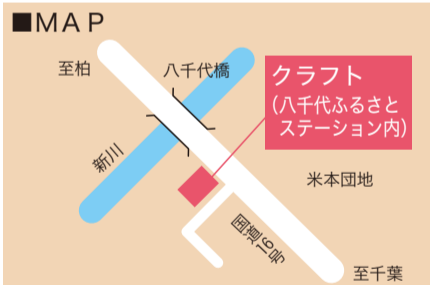 ■MAP
至柏
八千代橋
クラフト
(八千代ふるさと
ステーション内)
新川
米本団地
国道16号
至千葉